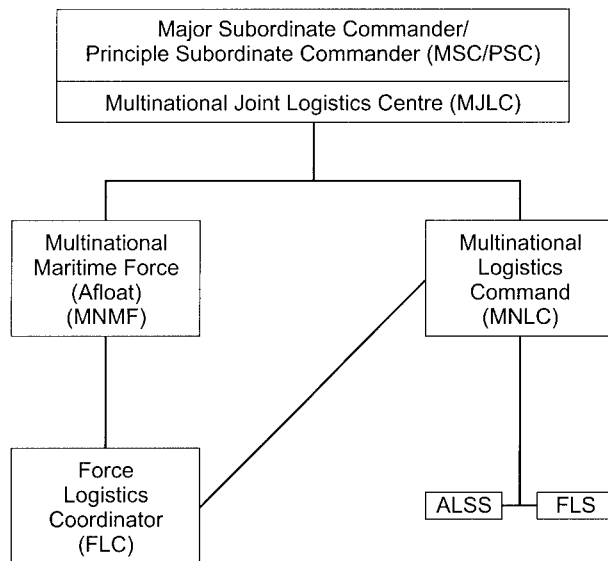 Major Subordinate Commander/
Principle Subordinate Commander (MSC/PSC)
Multinational Joint Logistics Centre (MJLC)
Multinational
Maritime Force
(Afloat)
(MNMF)
Multinational
Logistics
Command
(MNLC)
Force
Logistics
Coordinator
(FLC)
ALSS
FLS